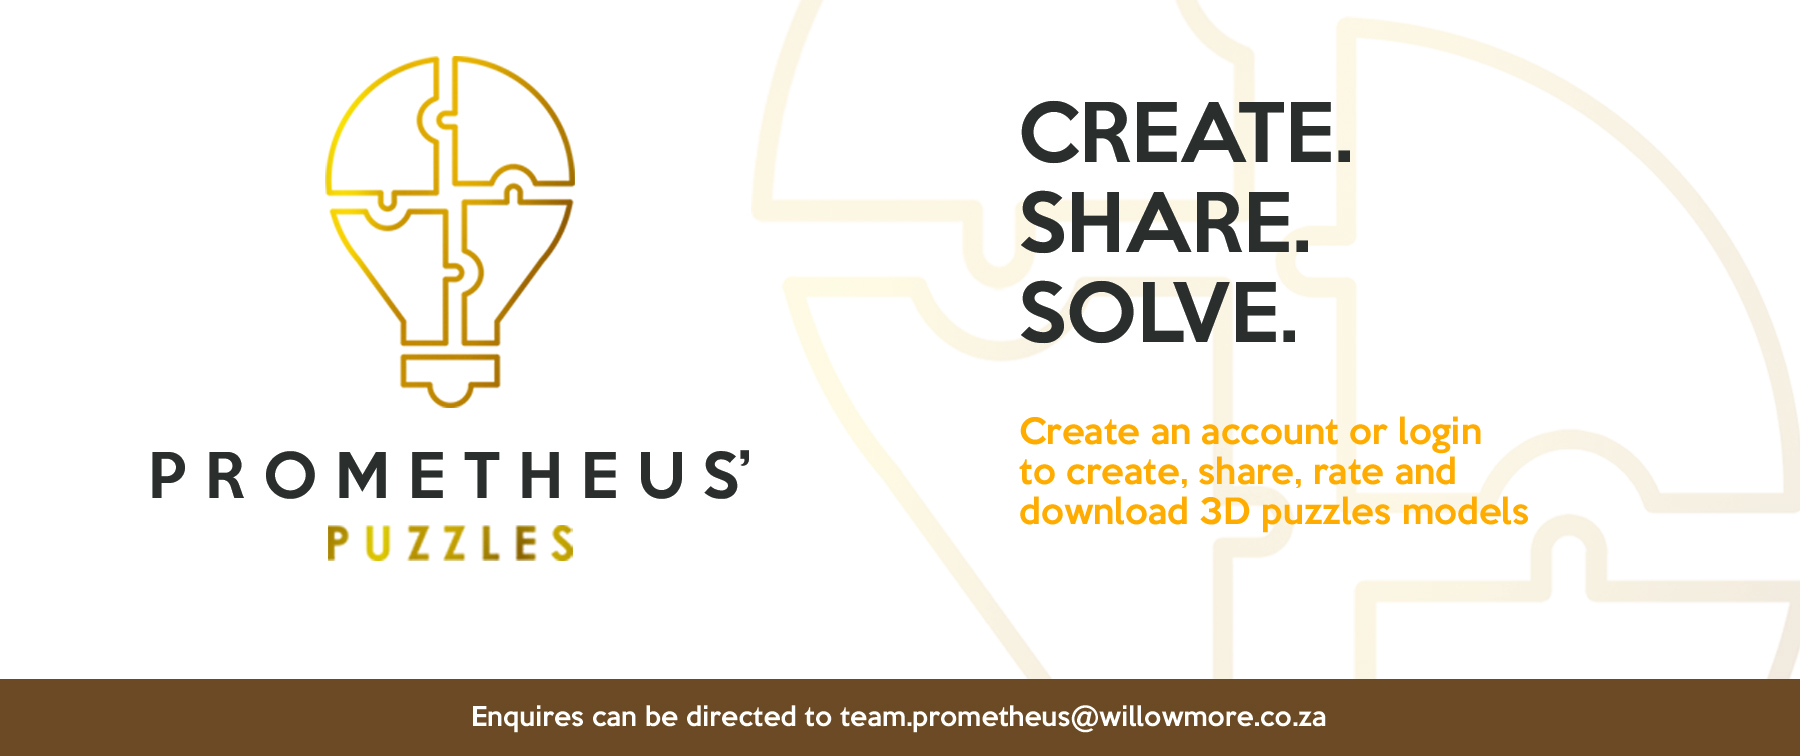 PROMETHEUS'
PUZZLES
CREATE.
SHARE.
SOLVE.
Create an account or login
to create, share, rate and
download 3D puzzles models
Enquires can be directed to team.prometheus@willowmore.co.za